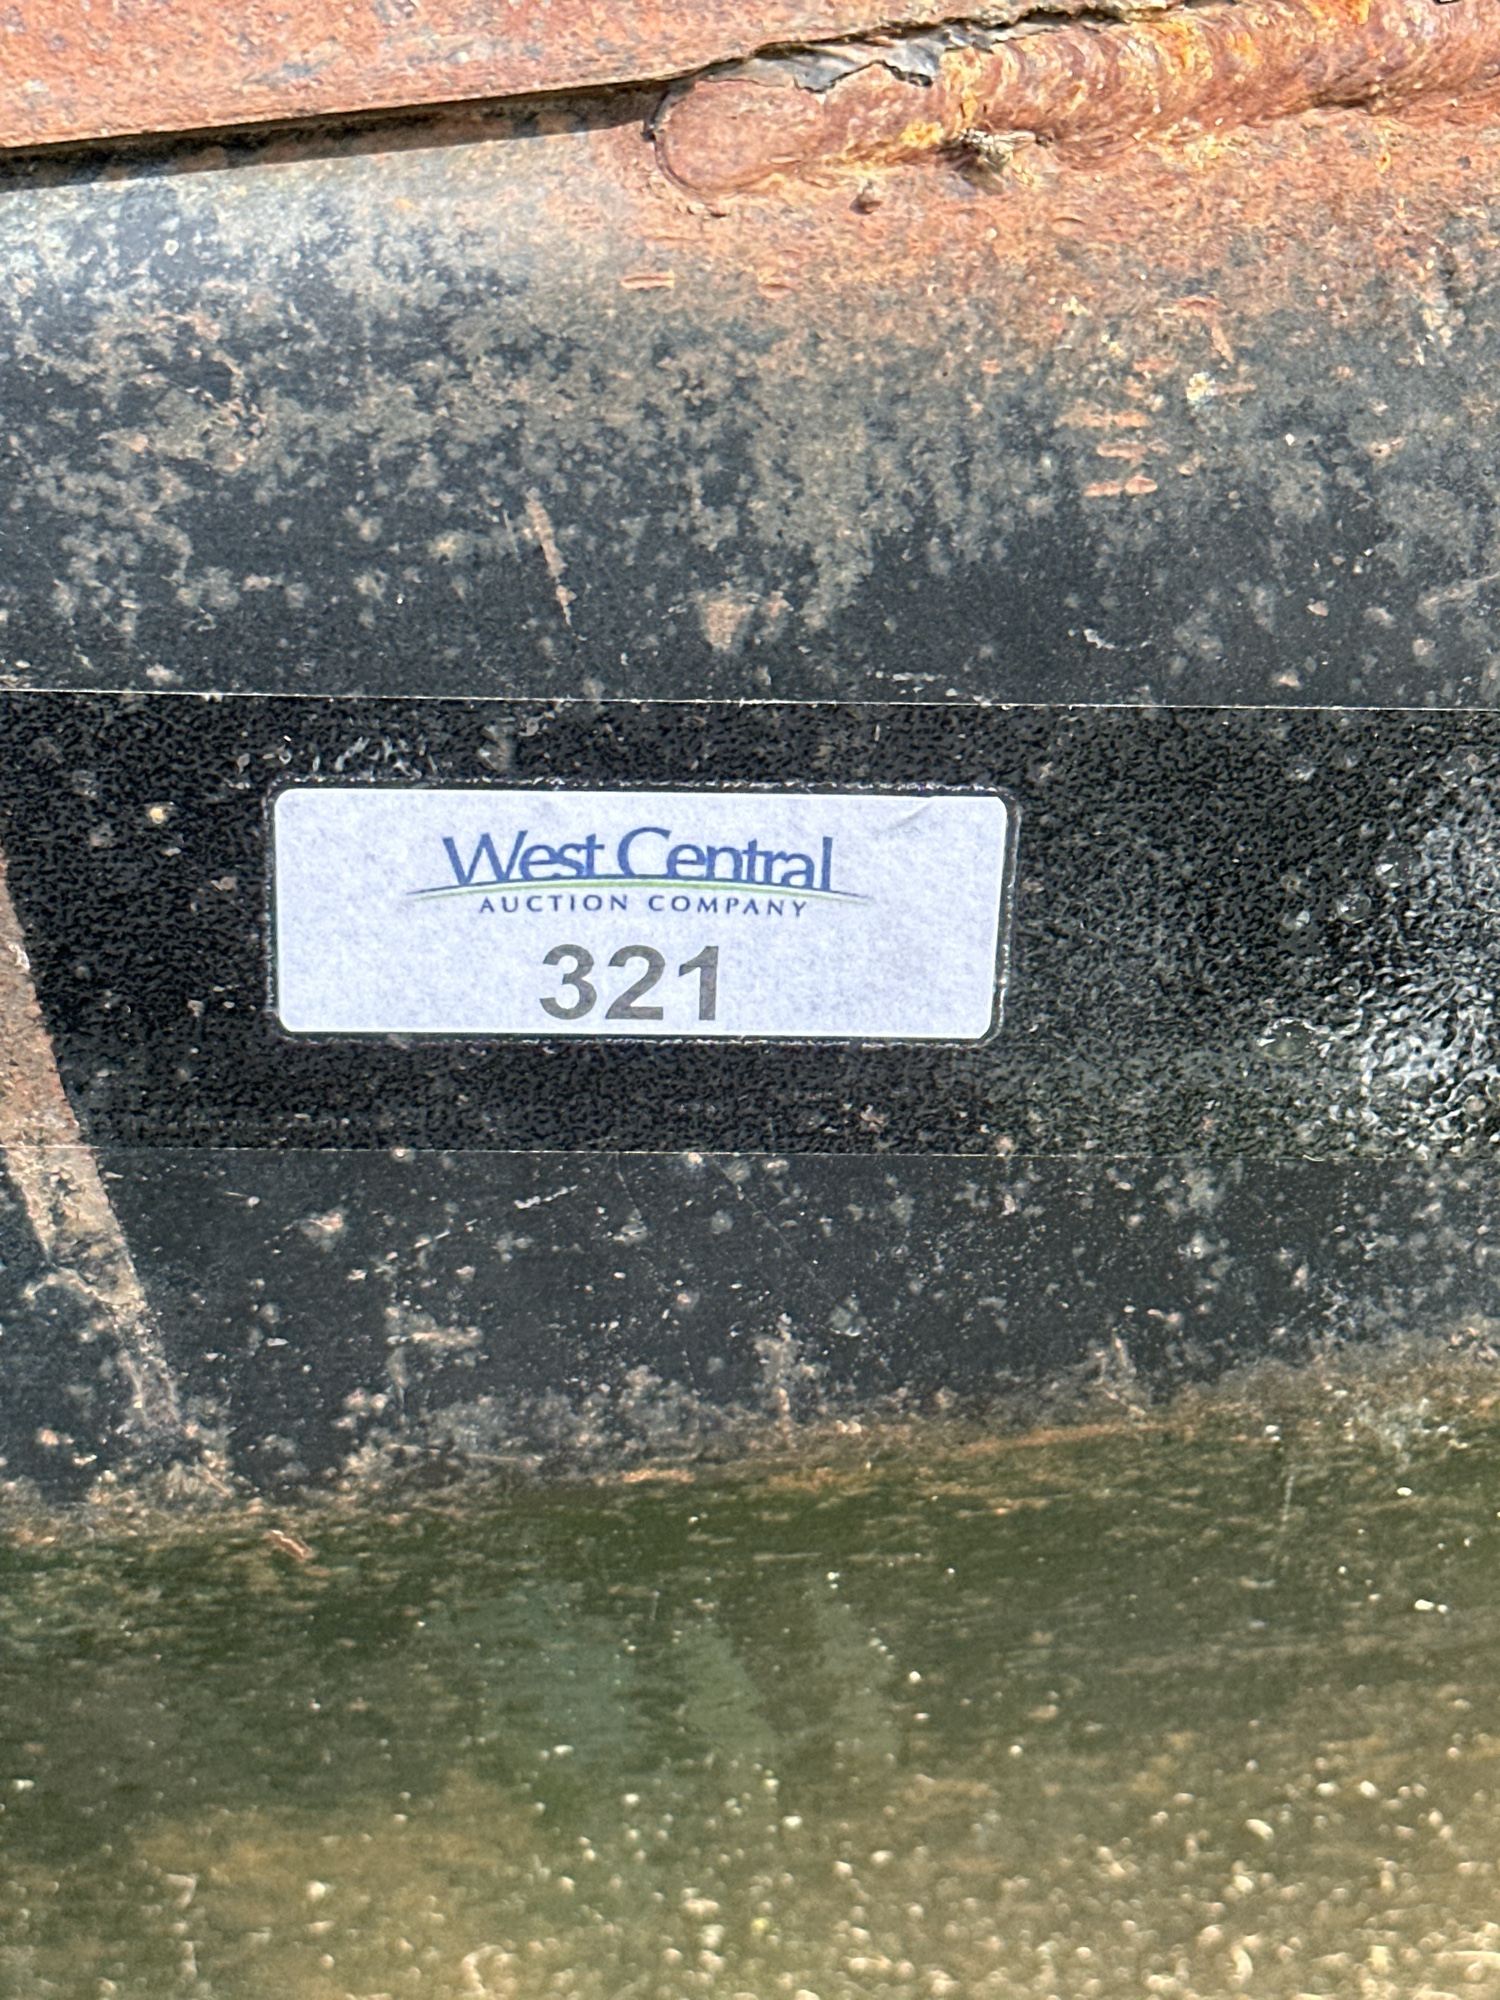 West Central
AUCTION COMPANY
321